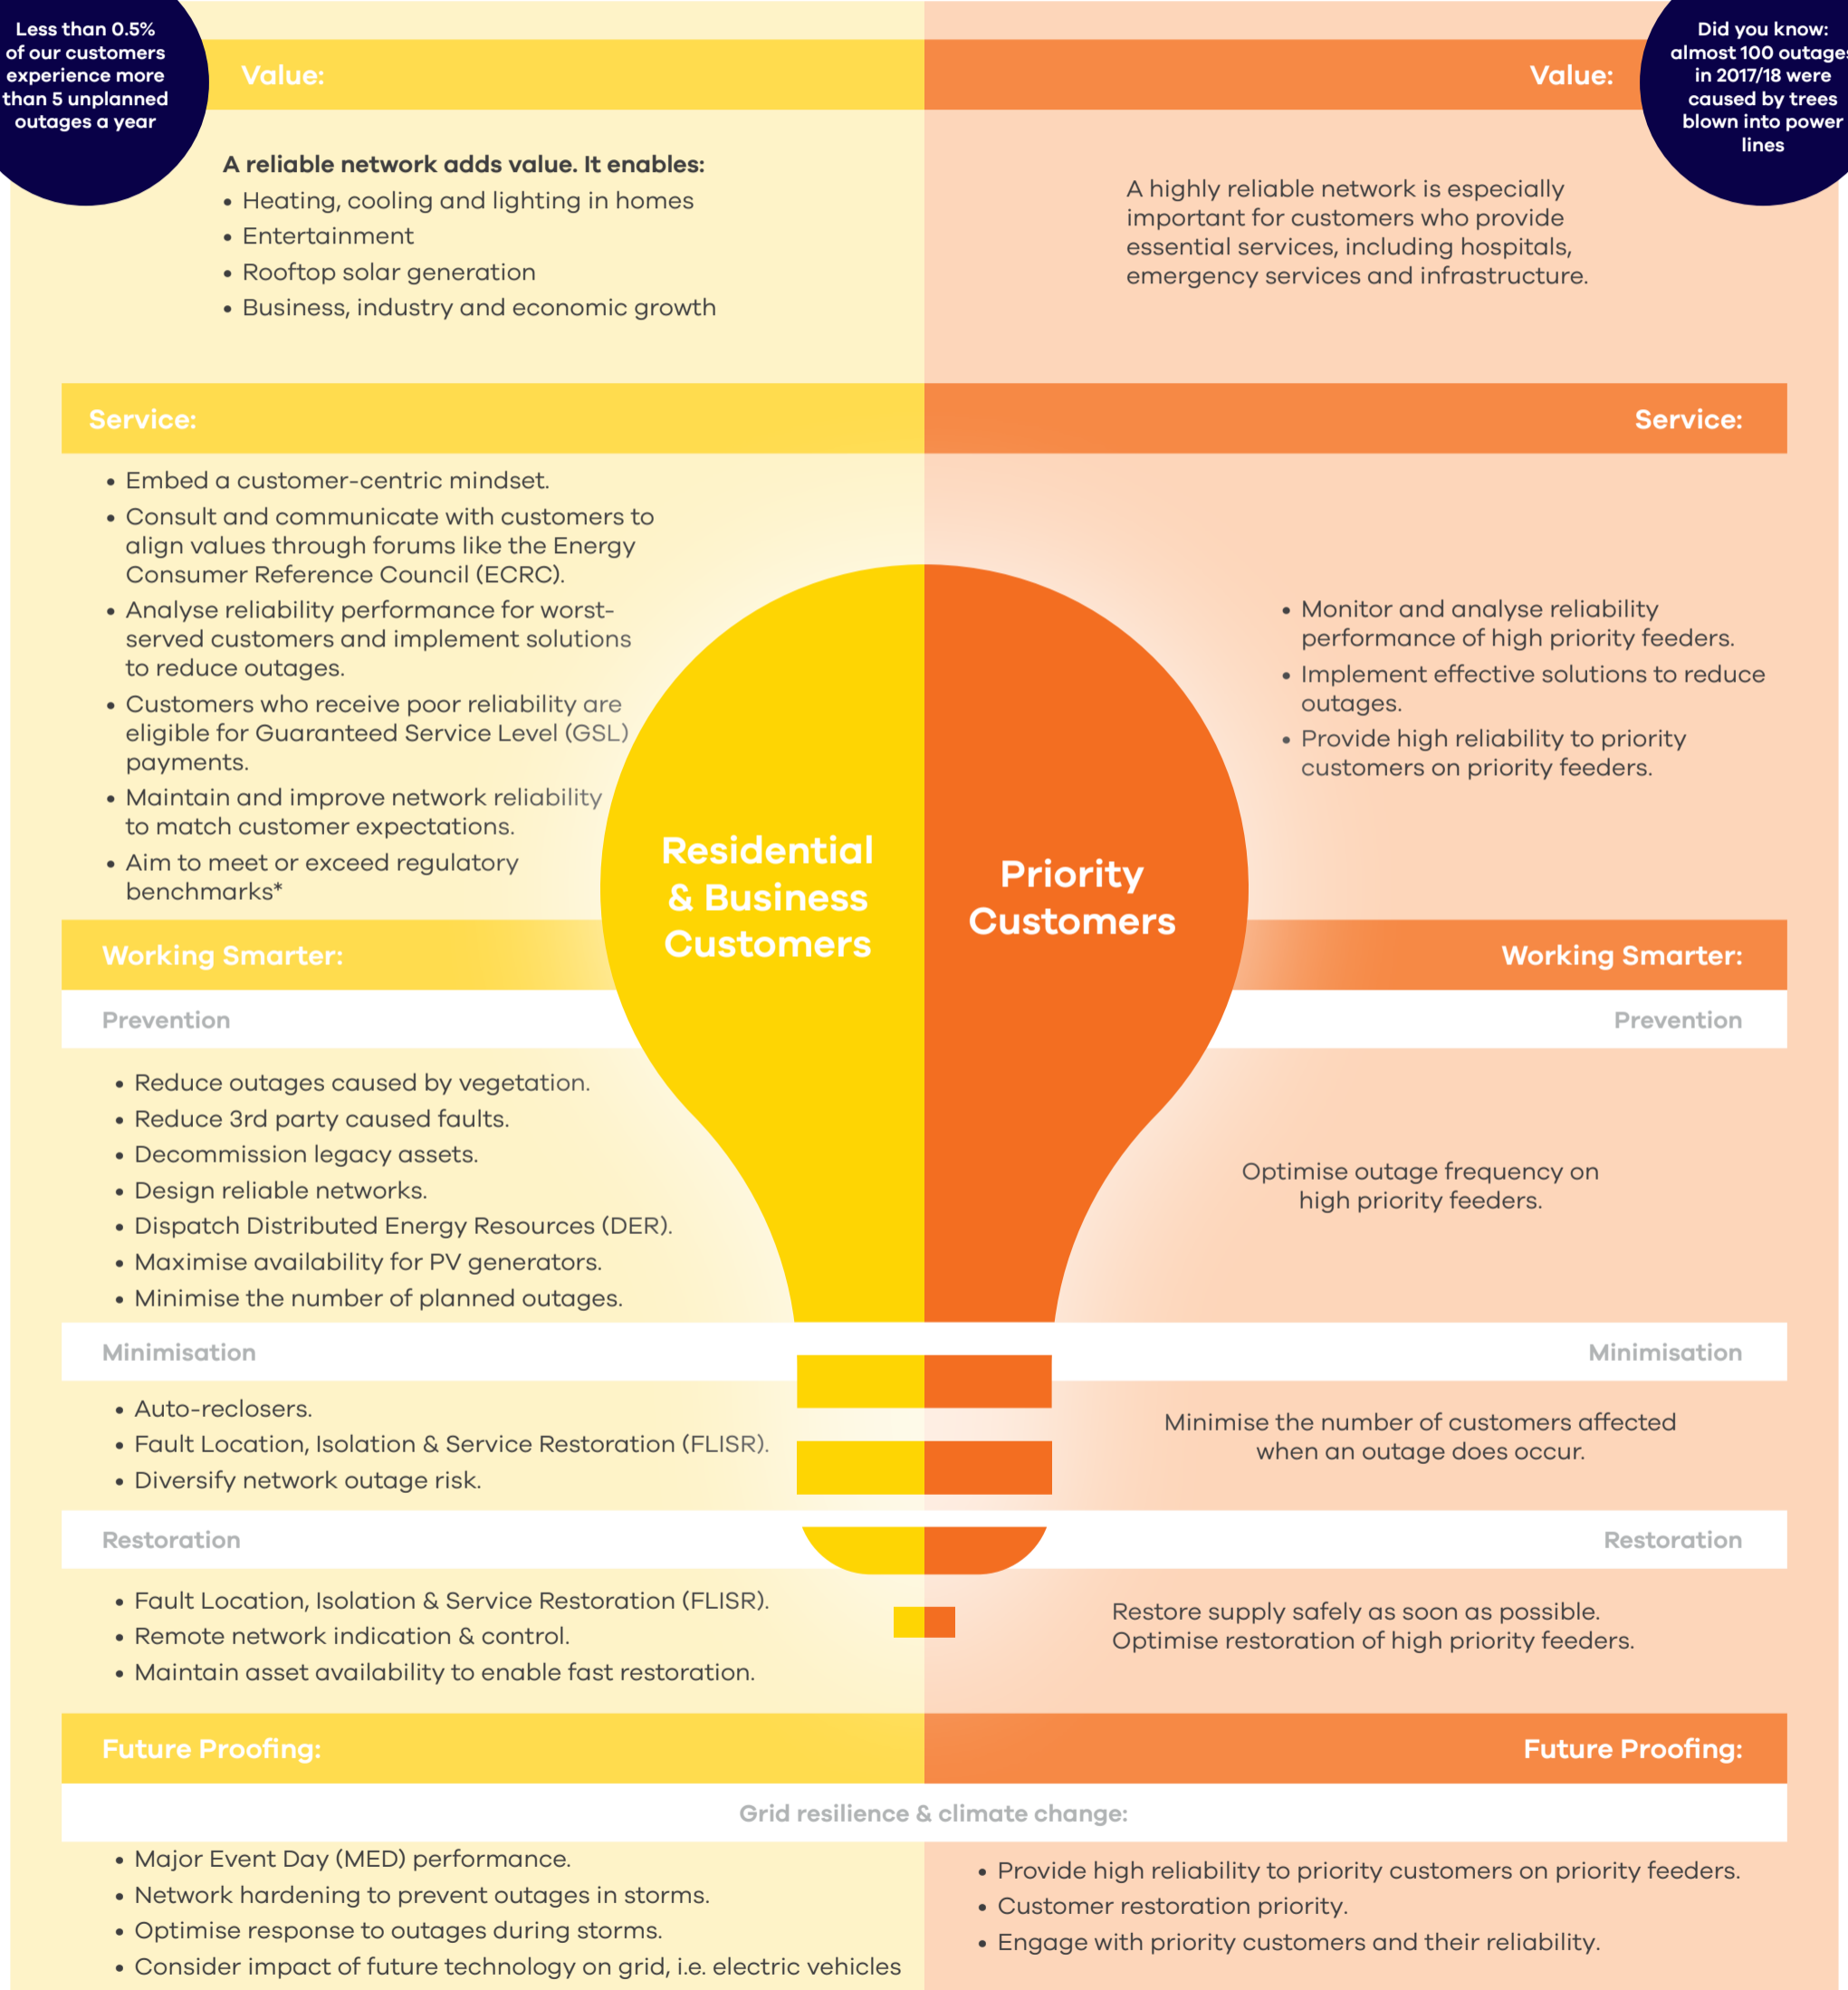 Less than 0.5%
of our customers
experience more
than 5 unplanned
outages a year
Value:
A reliable network adds value. It enables:
• Heating, cooling and lighting in homes
• Entertainment
• Rooftop solar generation
• Business, industry and economic growth
Value:
Did you know:
almost 100 outages
in 2017/18 were
caused by trees
blown into power
lines
A highly reliable network is especially
important for customers who provide
essential services, including hospitals,
emergency services and infrastructure.
Service:
• Embed a customer-centric mindset.
• Consult and communicate with customers to
align values through forums like the Energy
Consumer Reference Council (ECRC).
• Analyse reliability performance for worst-
served customers and implement solutions
to reduce outages.
• Customers who receive poor reliability are
eligible for Guaranteed Service Level (GSL)
payments.
• Maintain and improve network reliability
to match customer expectations.
• Aim to meet or exceed regulatory
benchmarks*
Service:
• Monitor and analyse reliability
performance of high priority feeders.
• Implement effective solutions to reduce
outages.
• Provide high reliability to priority
customers on priority feeders.
Residential
& Business
Customers
Priority
Customers
Working Smarter:
Working Smarter:
Prevention
Prevention
• Reduce outages caused by vegetation.
• Reduce 3rd party caused faults.
• Decommission legacy assets.
• Design reliable networks.
• Dispatch Distributed Energy Resources (DER).
• Maximise availability for PV generators.
• Minimise the number of planned outages.
Optimise outage frequency on
high priority feeders.
Minimisation
Minimisation
• Auto-reclosers.
• Fault Location, Isolation & Service Restoration (FLISR).
• Diversify network outage risk.
Minimise the number of customers affected
when an outage does occur.
Restoration
Restoration
• Fault Location, Isolation & Service Restoration (FLISR).
• Remote network indication & control.
• Maintain asset availability to enable fast restoration.
Restore supply safely as soon as possible.
Optimise restoration of high priority feeders.
Future Proofing:
Future Proofing:
Grid resilience & climate change:
• Major Event Day (MED) performance.
• Network hardening to prevent outages in storms.
• Optimise response to outages during storms.
• Consider impact of future technology on grid, i.e. electric vehicles
• Provide high reliability to priority customers on priority feeders.
• Customer restoration priority.
• Engage with priority customers and their reliability.